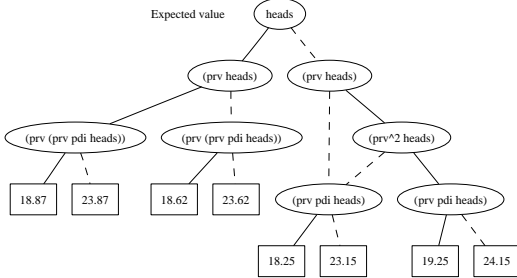 Expected value
heads
(prv heads)
(prv heads)
(prv (prv pdi heads))
(prv (prv pdi heads))
(prv^2 heads)
18.87
23.87
18.62
23.62
(prv pdi heads)
(prv pdi heads)
18.25
23.15
19.25
24.15